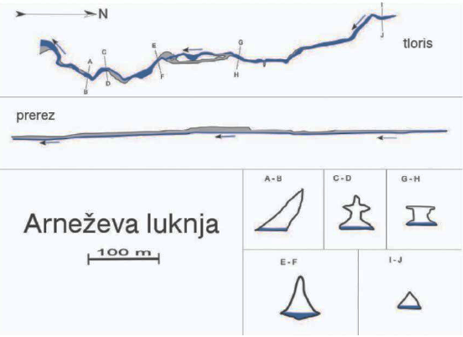 N
tloris
I
J
G
H
E
F
C
D
A
B
prerez
Arneževa luknja
100 m
A - B
C - D
G - H
E - F
I - J